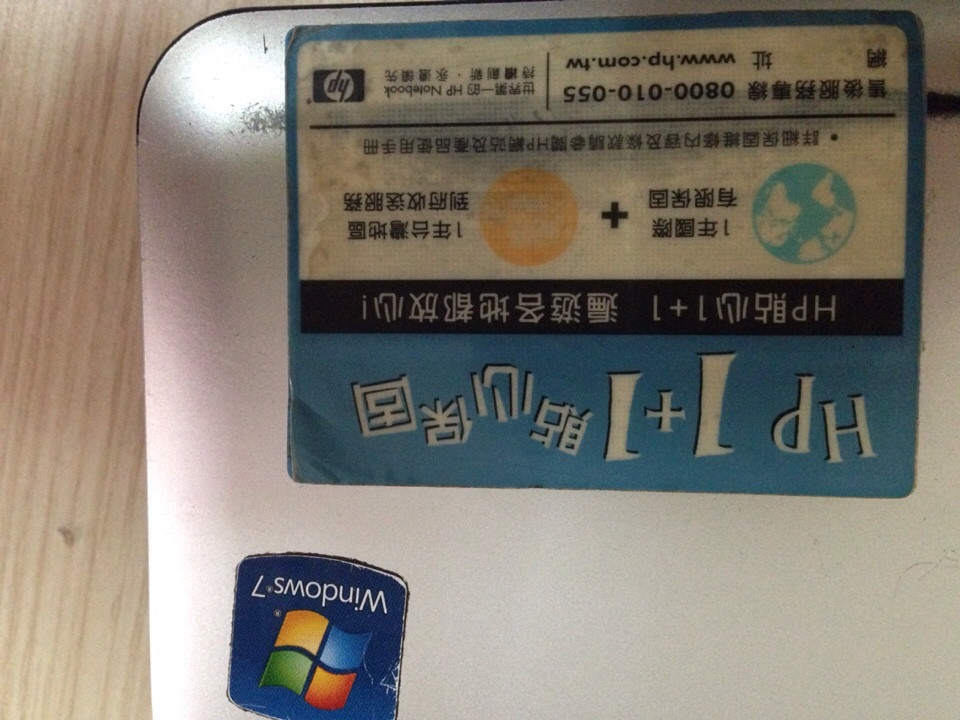 Windows®7
HP 1+1 貼心保固
HP貼心1+1 遍遊各地都放心!
1年國際
有限保固
+
1年台灣地區
到府收送服務
• 詳細保固維修內容及條款請參閱HP網站及產品使用手冊
售後服務專線 0800-010-055
網 址 www.hp.com.tw
世界第一的 HP Notebook
持續創新・永遠領先
hp